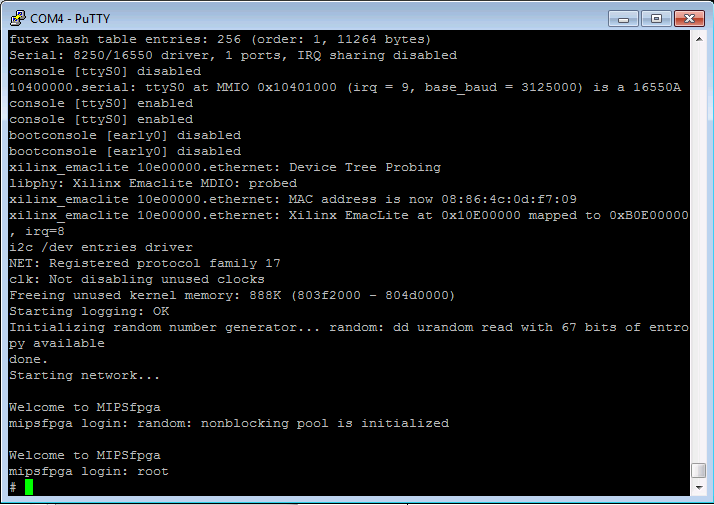 COM4 - PuTTY
futex hash table entries: 256 (order: 1, 11264 bytes)
Serial: 8250/16550 driver, 1 ports, IRQ sharing disabled
console [ttyS0] disabled
10400000.serial: ttyS0 at MMIO 0x10401000 (irq = 9, base_baud = 3125000) is a 16550A
console [ttyS0] enabled
console [ttyS0] enabled
bootconsole [early0] disabled
bootconsole [early0] disabled
xilinx_emaclite 10e00000.ethernet: Device Tree Probing
libphy: Xilinx Emaclite MDIO: probed
xilinx_emaclite 10e00000.ethernet: MAC address is now 08:86:4c:0d:f7:09
xilinx_emaclite 10e00000.ethernet: Xilinx EmacLite at 0x10E00000 mapped to 0xB0E00000
, irq=8
i2c /dev entries driver
NET: Registered protocol family 17
clk: Not disabling unused clocks
Freeing unused kernel memory: 888K (803f2000 - 804d0000)
Starting logging: OK
Initializing random number generator... random: dd urandom read with 67 bits of entro
py available
done.
Starting network...
Welcome to MIPSfpga
mipsfpga login: random: nonblocking pool is initialized
Welcome to MIPSfpga
mipsfpga login: root
#